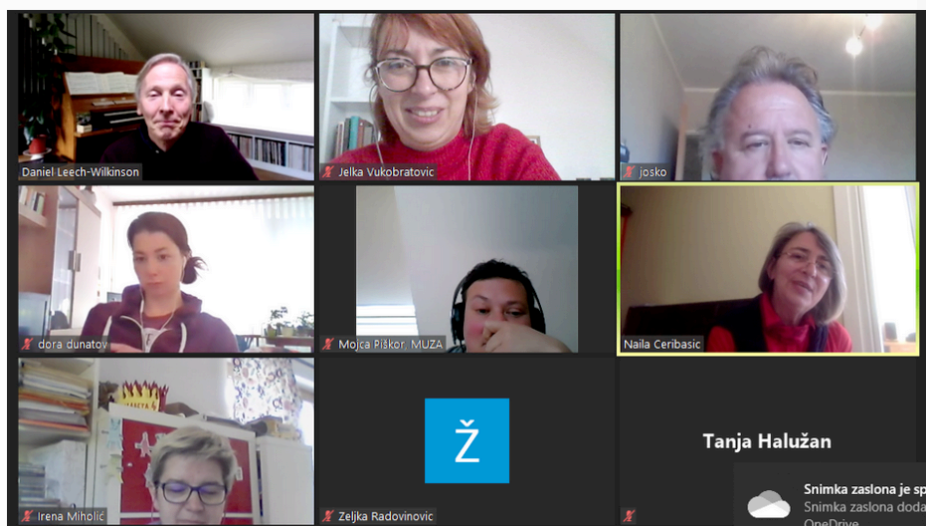 Daniel Leech-Wilkinson
Jelka Vukobratovic
josko
dora dunatov
Mojca Piškor, MUZA
Naila Ceribasic
Irena Miholić
Ž
Zeljka Radovinovic
Tanja Halužan
Snimka zaslona je sp
Snimka zaslona doda
OneDrive